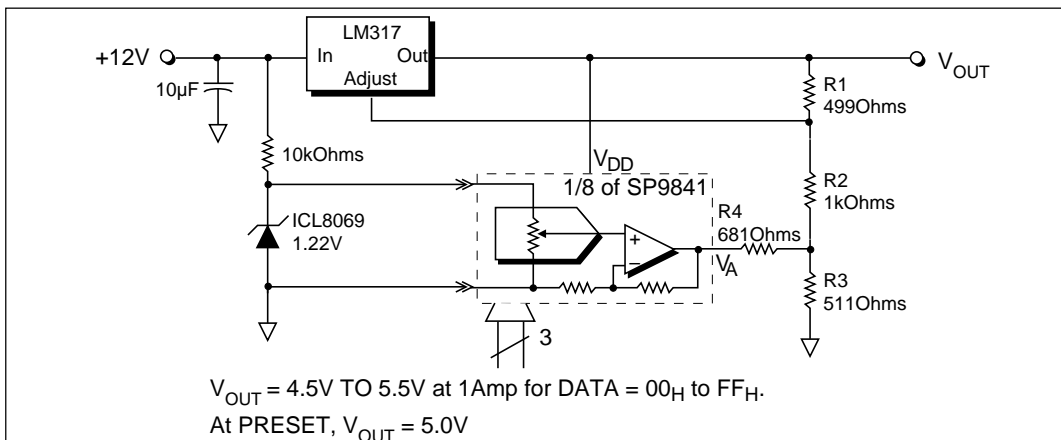 LM317
+12V
In
Out
Adjust
V_OUT
10µF
R1
499Ohms
10kOhms
V_DD
1/8 of SP9841
R2
1kOhms
ICL8069
1.22V
R4
681Ohms
+
−
V_A
R3
511Ohms
3
V_OUT = 4.5V TO 5.5V at 1Amp for DATA = 00_H to FF_H.
At PRESET, V_OUT = 5.0V